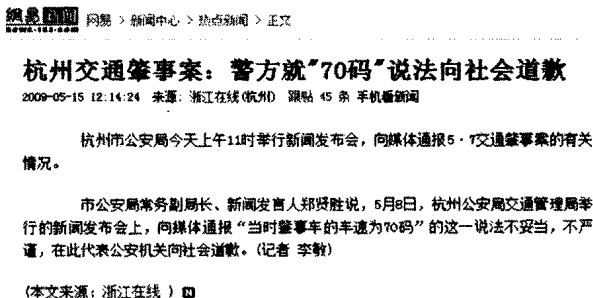 網易 新闻
news.163.com
网易 > 新闻中心 > 热点新闻 > 正文
杭州交通肇事案：警方就"70码"说法向社会道歉
2009-05-15 12:14:24 来源：浙江在线(杭州) 跟贴 45 条 手机看新闻
杭州市公安局今天上午11时举行新闻发布会，向媒体通报5·7交通肇事案的有关
情况。
市公安局常务副局长、新闻发言人郑贤胜说，5月8日，杭州公安局交通管理局举
行的新闻发布会上，向媒体通报“当时肇事车的车速为70码”的这一说法不妥当，不严
谨，在此代表公安机关向社会道歉。(记者 李敏)
(本文来源：浙江在线 ) N